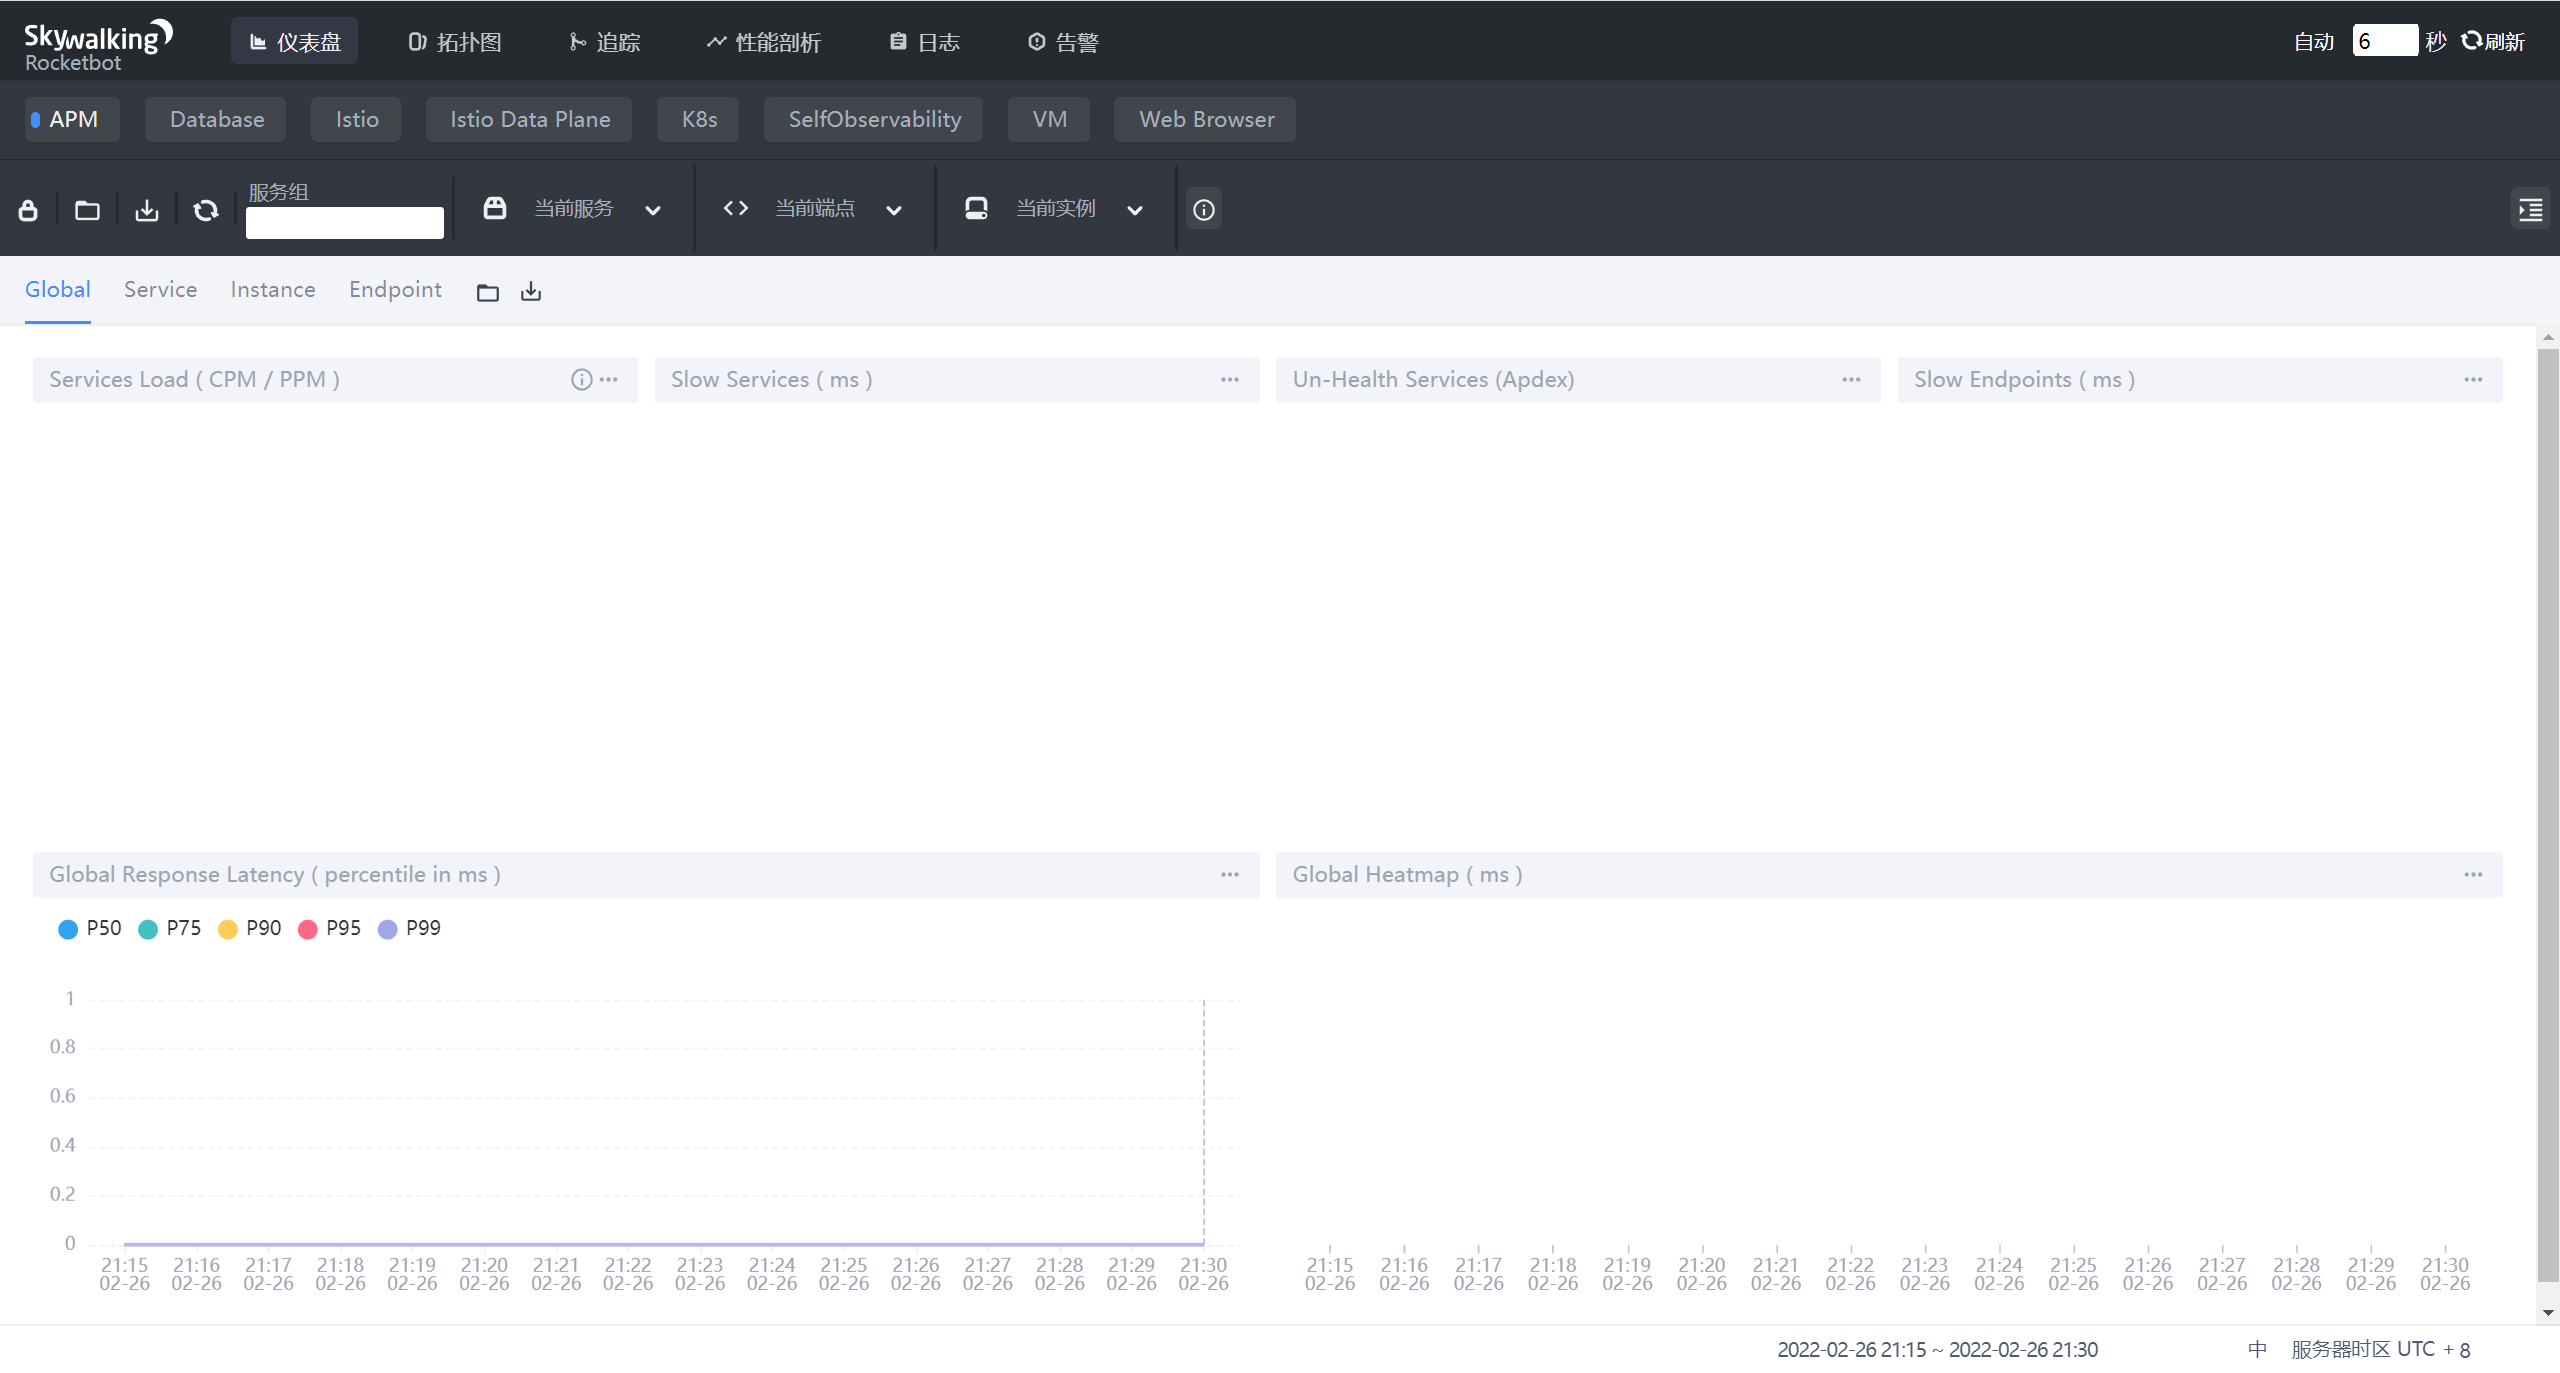 Skywalking
Rocketbot
仪表盘 拓扑图 追踪 性能剖析 日志 告警 自动 6 秒 刷新
APM Database Istio Istio Data Plane K8s SelfObservability VM Web Browser
服务组
当前服务 当前端点 当前实例
Global Service Instance Endpoint
Services Load ( CPM / PPM ) Slow Services ( ms ) Un-Health Services (Apdex) Slow Endpoints ( ms )
Global Response Latency ( percentile in ms ) Global Heatmap ( ms )
P50 P75 P90 P95 P99
1
0.8
0.6
0.4
0.2
0
21:15 21:16 21:17 21:18 21:19 21:20 21:21 21:22 21:23 21:24 21:25 21:26 21:27 21:28 21:29 21:30
02-26 02-26 02-26 02-26 02-26 02-26 02-26 02-26 02-26 02-26 02-26 02-26 02-26 02-26 02-26 02-26
21:15 21:16 21:17 21:18 21:19 21:20 21:21 21:22 21:23 21:24 21:25 21:26 21:27 21:28 21:29 21:30
02-26 02-26 02-26 02-26 02-26 02-26 02-26 02-26 02-26 02-26 02-26 02-26 02-26 02-26 02-26 02-26
2022-02-26 21:15 ~ 2022-02-26 21:30 中 服务器时区 UTC + 8